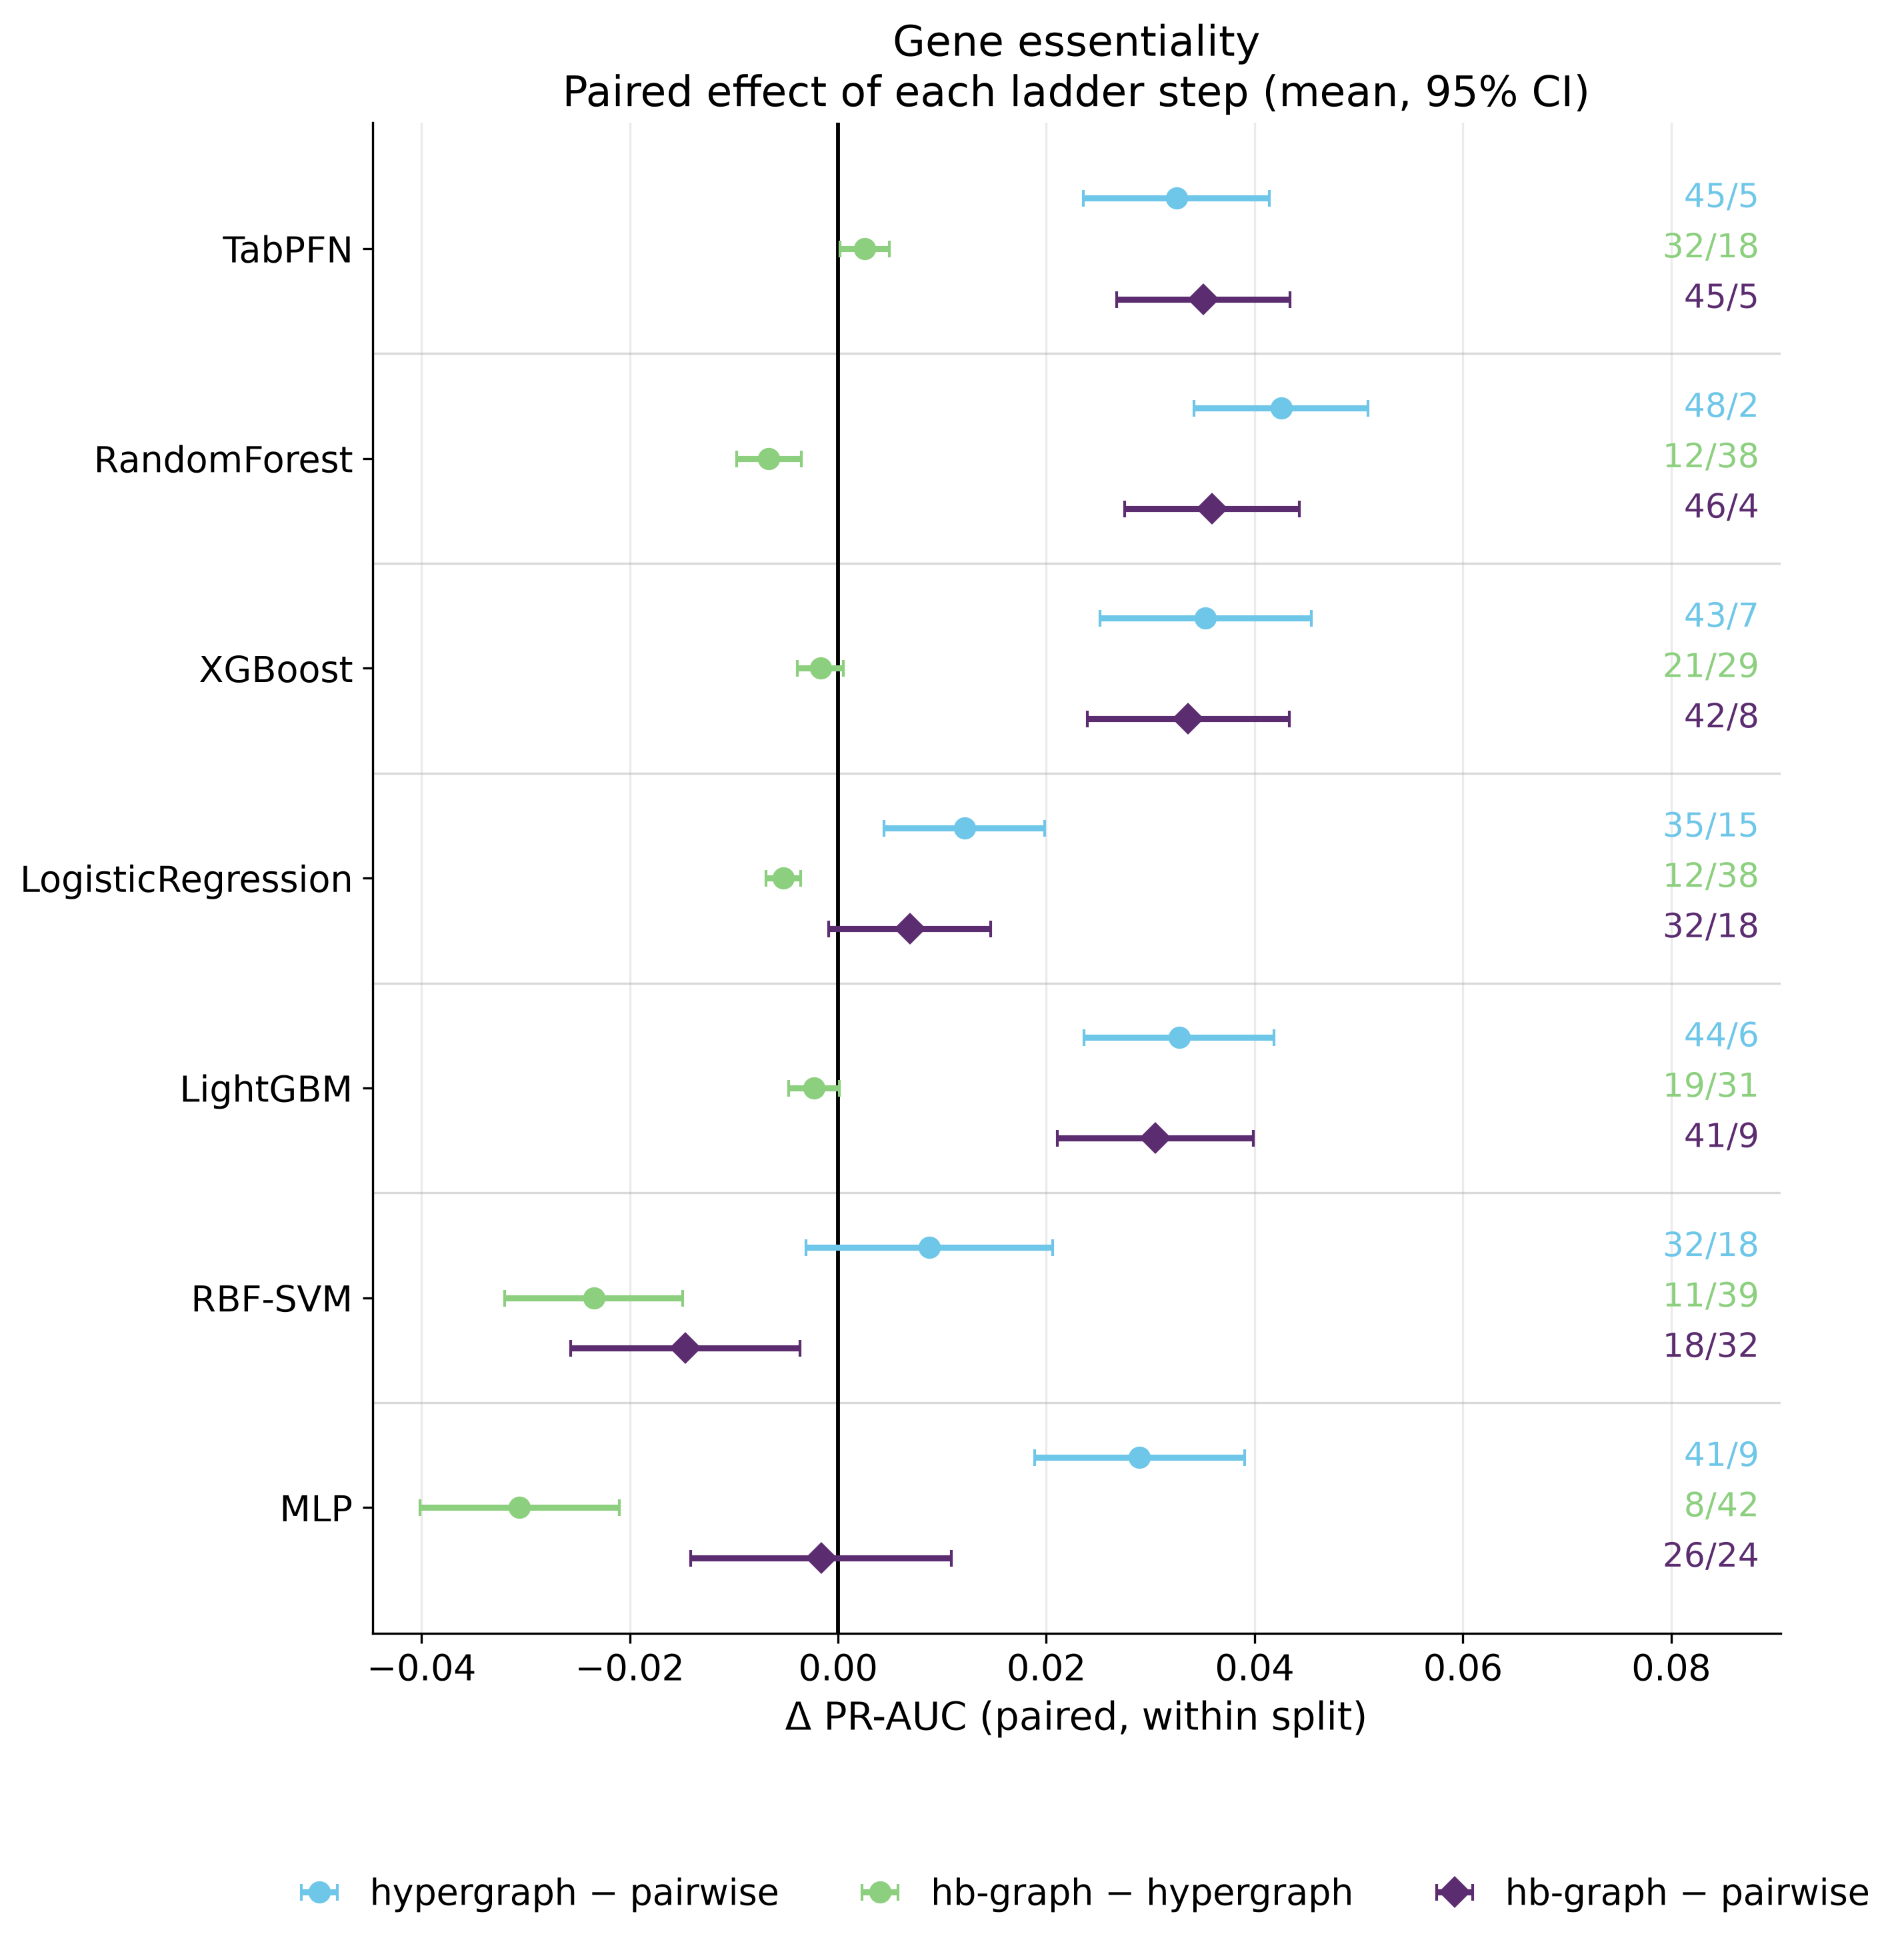 Gene essentiality
Paired effect of each ladder step (mean, 95% CI)
45/5
TabPFN
32/18
45/5
48/2
RandomForest
12/38
46/4
43/7
XGBoost
21/29
42/8
35/15
LogisticRegression
12/38
32/18
44/6
LightGBM
19/31
41/9
32/18
RBF-SVM
11/39
18/32
41/9
MLP
8/42
26/24
−0.04 −0.02 0.00 0.02 0.04 0.06 0.08
Δ PR-AUC (paired, within split)
hypergraph − pairwise hb-graph − hypergraph hb-graph − pairwise